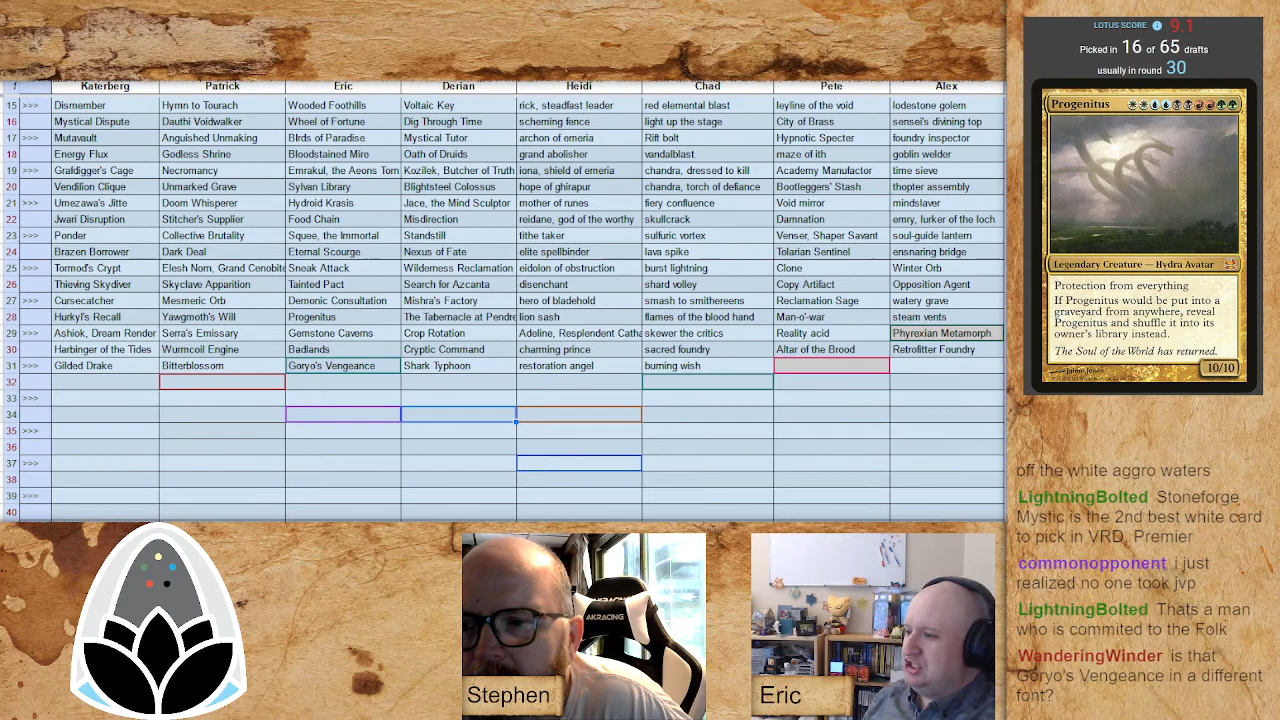 LOTUS SCORE i 9.1
Picked in 16 of 65 drafts
usually in round 30
Katerberg Patrick Eric Derian Heidi Chad Pete Alex
15 >>> Dismember Hymn to Tourach Wooded Foothills Voltaic Key rick, steadfast leader red elemental blast leyline of the void lodestone golem
16 >>> Mystical Dispute Dauthi Voidwalker Wheel of Fortune Dig Through Time scheming fence light up the stage City of Brass sensei's divining top
17 >>> Mutavault Anguished Unmaking BIrds of Paradise Mystical Tutor archon of emeria Rift bolt Hypnotic Specter foundry inspector
18 Energy Flux Godless Shrine Bloodstained Mire Oath of Druids grand abolisher vandalblast maze of ith goblin welder
19 >>> Grafdigger's Cage Necromancy Emrakul, the Aeons Torn Kozilek, Butcher of Truth iona, shield of emeria chandra, dressed to kill Academy Manufactor time sieve
20 Vendilion Clique Unmarked Grave Sylvan Library Blightsteel Colossus hope of ghirapur chandra, torch of defiance Bootleggers' Stash thopter assembly
21 >>> Umezawa's Jitte Doom Whisperer Hydroid Krasis Jace, the Mind Sculptor mother of runes fiery confluence Void mirror mindslaver
22 Jwari Disruption Stitcher's Supplier Food Chain Misdirection reidane, god of the worthy skullcrack Damnation emry, lurker of the loch
23 >>> Ponder Collective Brutality Squee, the Immortal Standstill tithe taker sulfuric vortex Venser, Shaper Savant soul-guide lantern
24 Brazen Borrower Dark Deal Eternal Scourge Nexus of Fate elite spellbinder lava spike Tolarian Sentinel ensnaring bridge
25 >>> Tormod's Crypt Elesh Norn, Grand Cenobite Sneak Attack Wilderness Reclamation eidolon of obstruction burst lightning Clone Winter Orb
26 Thieving Skydiver Skyclave Apparition Tainted Pact Search for Azcanta disenchant shard volley Copy Artifact Opposition Agent
27 >>> Cursecatcher Mesmeric Orb Demonic Consultation Mishra's Factory hero of bladehold smash to smithereens Reclamation Sage watery grave
28 Hurkyl's Recall Yawgmoth's Will Progenitus The Tabernacle at Pendre lion sash flames of the blood hand Man-o'-war steam vents
29 >>> Ashiok, Dream Render Serra's Emissary Gemstone Caverns Crop Rotation Adeline, Resplendent Catha skewer the critics Reality acid Phyrexian Metamorph
30 Harbinger of the Tides Wurmcoil Engine Badlands Cryptic Command charming prince sacred foundry Altar of the Brood Retrofitter Foundry
31 >>> Gilded Drake Bitterblossom Goryo's Vengeance Shark Typhoon restoration angel burning wish
32
33 >>>
34
35 >>>
36
37 >>>
38
39 >>>
40
Progenitus
Legendary Creature — Hydra Avatar
Protection from everything
If Progenitus would be put into a
graveyard from anywhere, reveal
Progenitus and shuffle it into its
owner's library instead.
The Soul of the World has returned.
10/10
off the white aggro waters
LightningBolted Stoneforge
Mystic is the 2nd best white card
to pick in VRD, Premier
commonopponent i just
realized no one took jvp
LightningBolted Thats a man
who is commited to the Folk
WanderingWinder is that
Goryo's Vengeance in a different
font?
AKRACING
Stephen
Eric